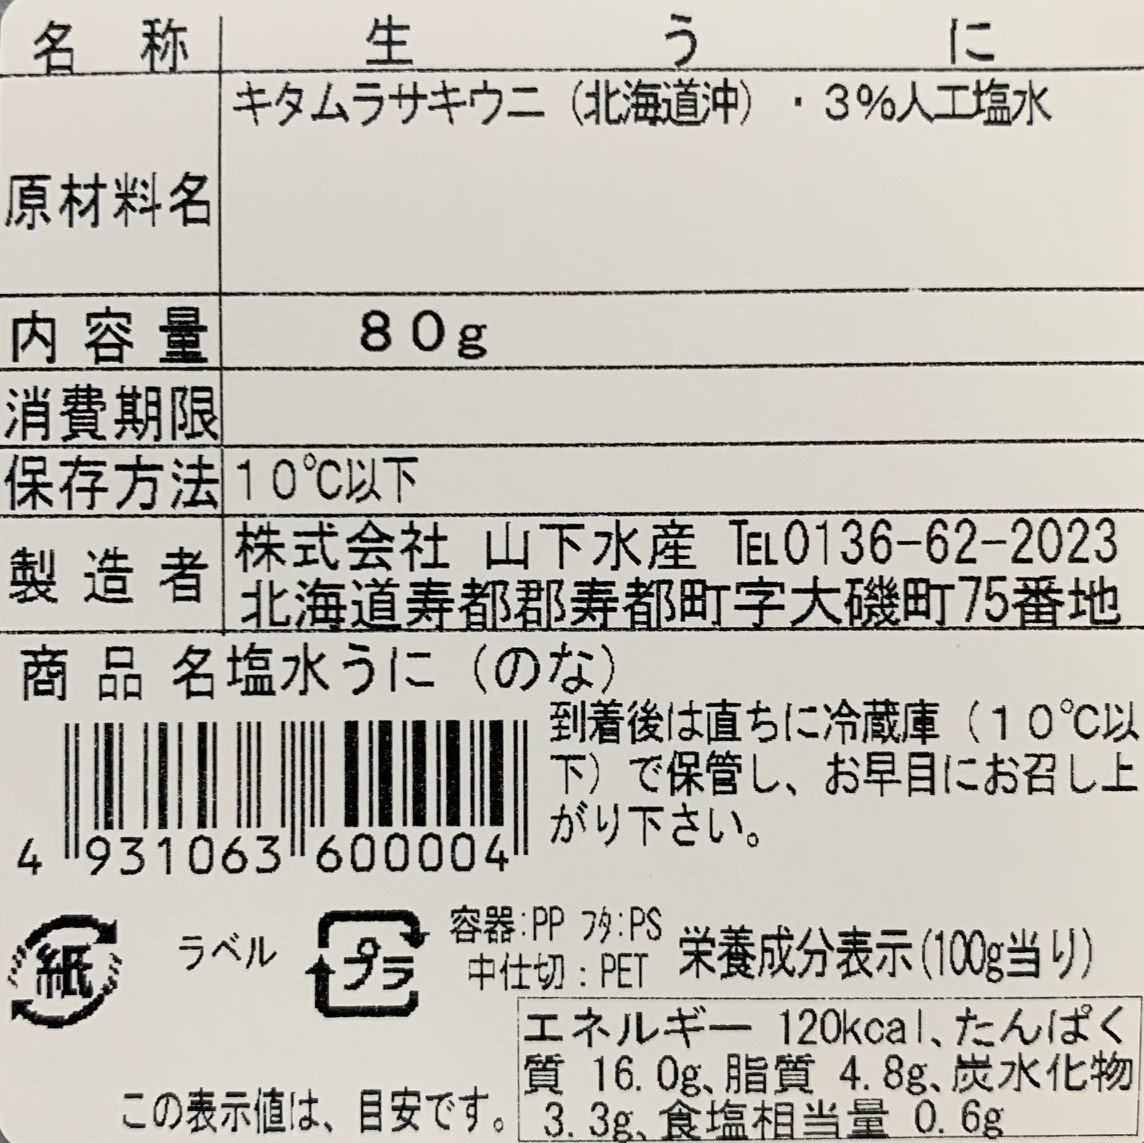 名称 生うに
原材料名 キタムラサキウニ（北海道沖）・3%人工塩水
内容量 80g
消費期限
保存方法 10℃以下
製造者 株式会社 山下水産 ℡0136-62-2023
北海道寿都郡寿都町字大磯町75番地
商品名 塩水うに（のな）
到着後は直ちに冷蔵庫（10℃以
下）で保管し、お早目にお召し上
がり下さい。
4 931063 600004
紙 ラベル
プラ 容器:PP フタ:PS
中仕切:PET
栄養成分表示(100g当り)
エネルギー 120kcal、たんぱく
質 16.0g、脂質 4.8g、炭水化物
3.3g、食塩相当量 0.6g
この表示値は、目安です。